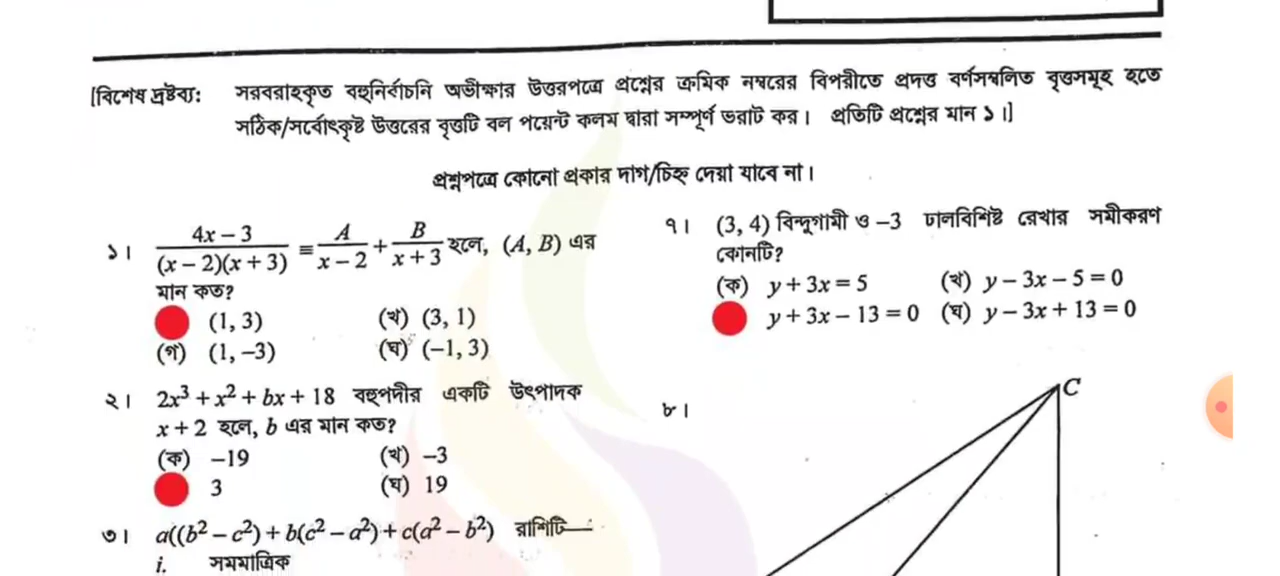 [বিশেষ দ্রষ্টব্য: সরবরাহকৃত বহুনির্বাচনি অভীক্ষার উত্তরপত্রে প্রশ্নের ক্রমিক নম্বরের বিপরীতে প্রদত্ত বর্ণসম্বলিত বৃত্তসমূহ হতে
সঠিক/সর্বোৎকৃষ্ট উত্তরের বৃত্তটি বল পয়েন্ট কলম দ্বারা সম্পূর্ণ ভরাট কর। প্রতিটি প্রশ্নের মান ১।]
প্রশ্নপত্রে কোনো প্রকার দাগ/চিহ্ন দেয়া যাবে না।
১। (4x – 3)/((x – 2)(x + 3)) ≡ A/(x – 2) + B/(x + 3) হলে, (A, B) এর
মান কত?
(1, 3) (খ) (3, 1)
(গ) (1, –3) (ঘ) (–1, 3)
২। 2x³ + x² + bx + 18 বহুপদীর একটি উৎপাদক
x + 2 হলে, b এর মান কত?
(ক) –19 (খ) –3
3 (ঘ) 19
৩। a((b² – c²) + b(c² – a²) + c(a² – b²) রাশিটি—
i. সমমাত্রিক
৭। (3, 4) বিন্দুগামী ও –3 ঢালবিশিষ্ট রেখার সমীকরণ
কোনটি?
(ক) y + 3x = 5 (খ) y – 3x – 5 = 0
y + 3x – 13 = 0 (ঘ) y – 3x + 13 = 0
৮।
C